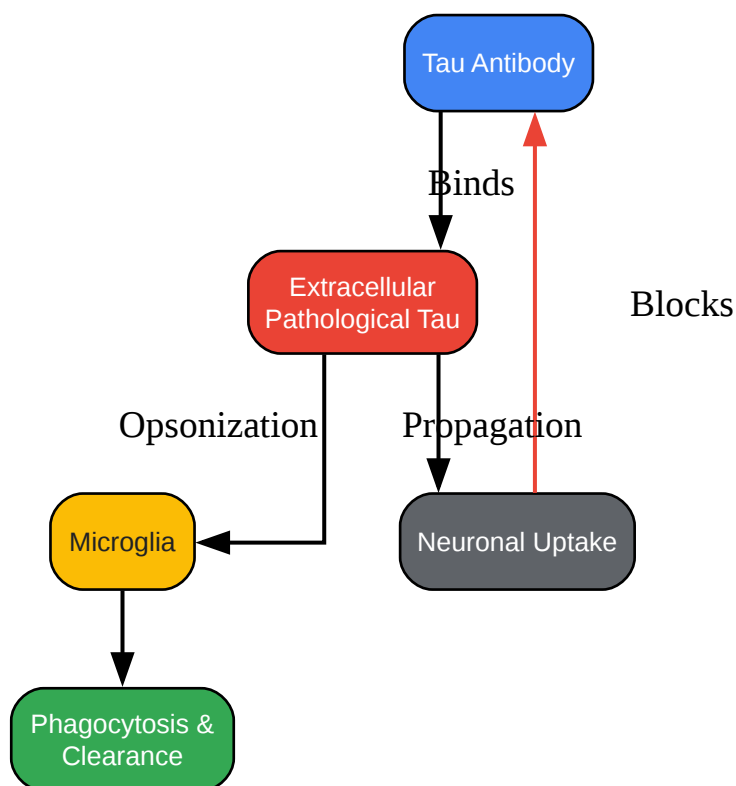 Tau Antibody
Binds
Extracellular
Pathological Tau
Blocks
Opsonization
Propagation
Microglia
Neuronal Uptake
Phagocytosis &
Clearance